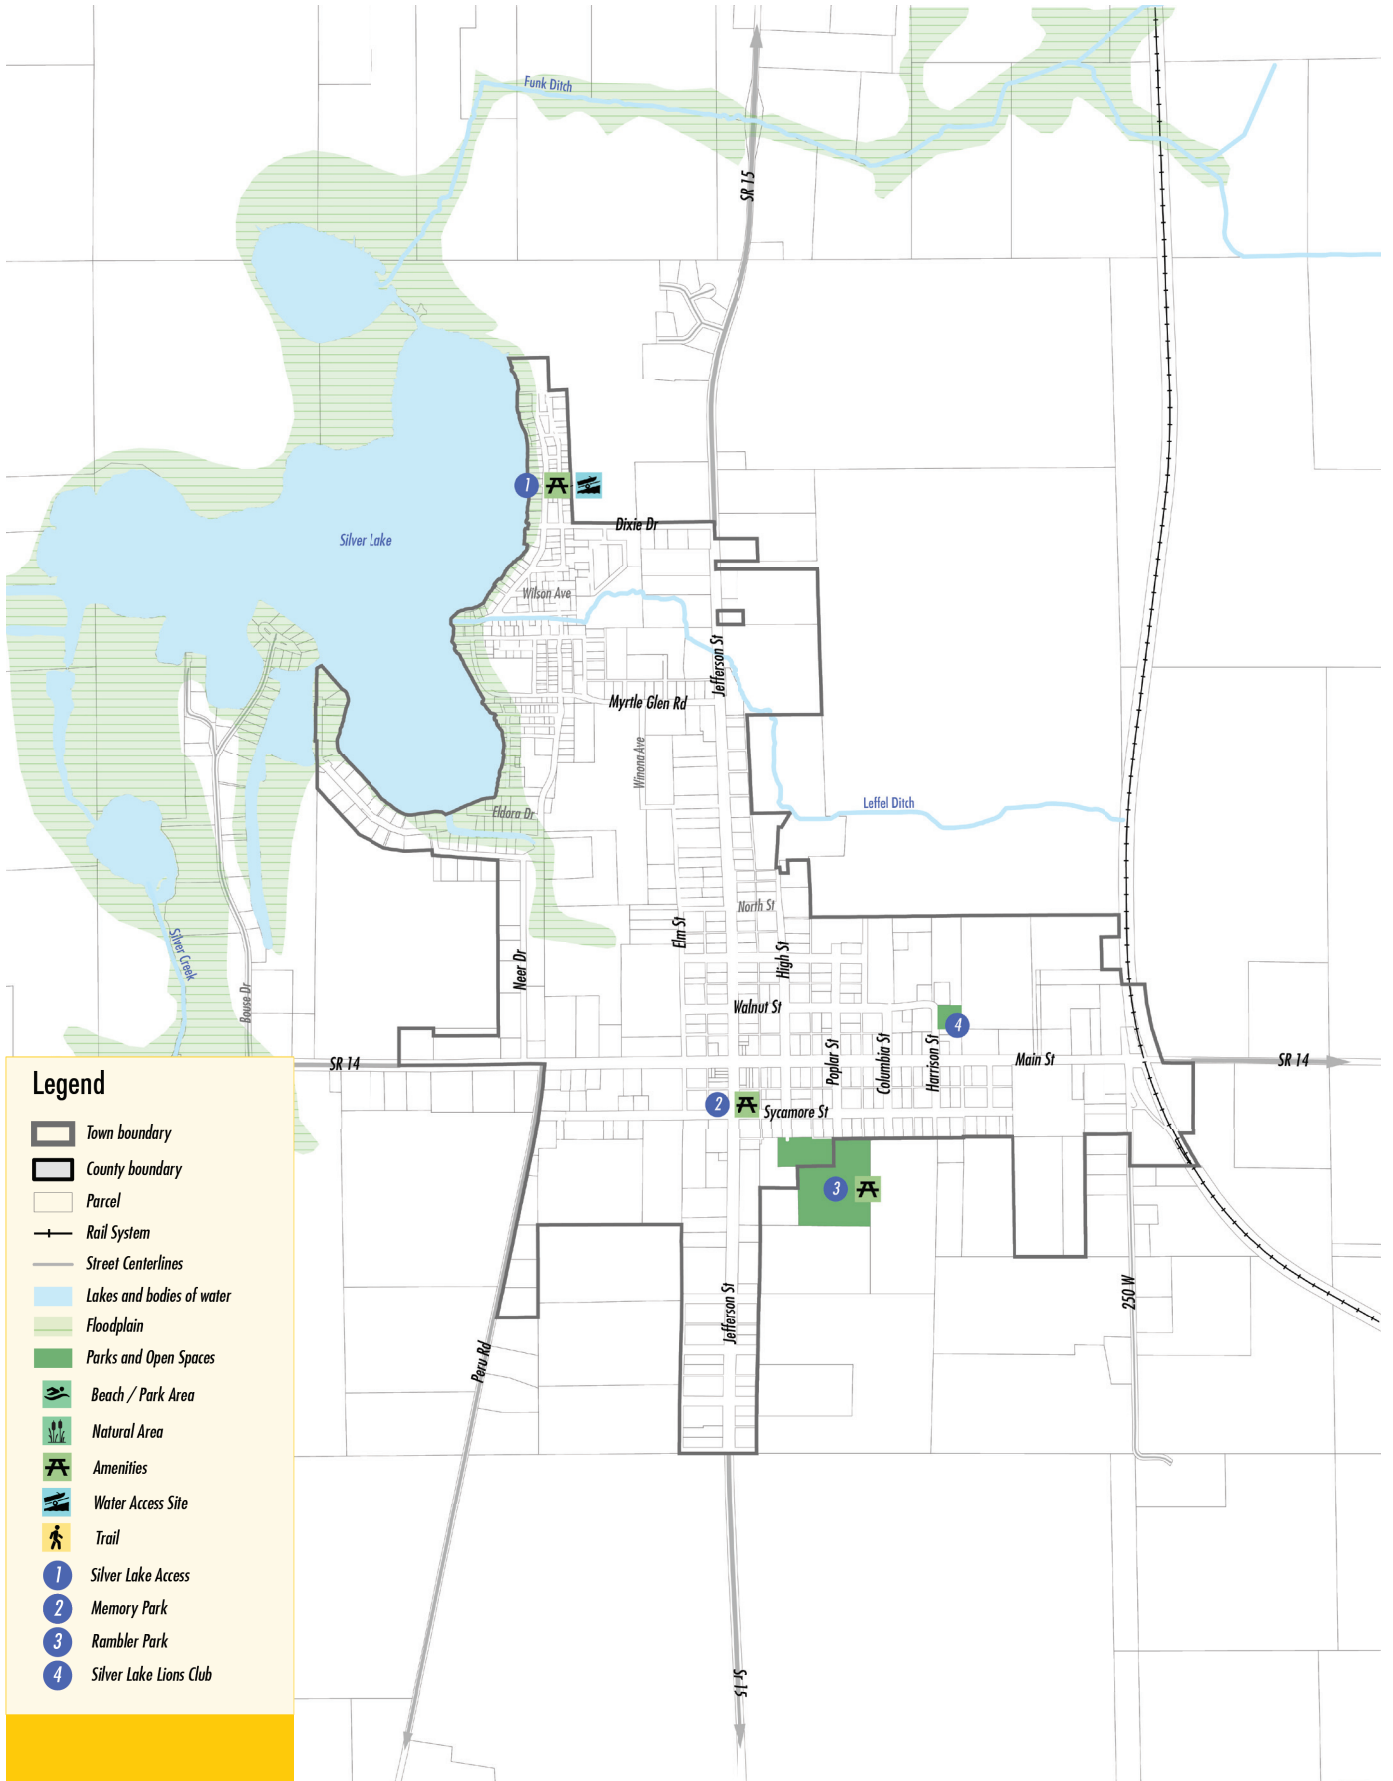 Funk Ditch
SR 15
1
Dixie Dr
Silver Lake
Wilson Ave
Jefferson St
Myrtle Glen Rd
Winona Ave
Leffel Ditch
Eldora Dr
North St
Elm St
High St
Silver Creek
Neer Dr
Bouse Dr
Walnut St
4
Poplar St
Columbia St
Harrison St
Main St
SR 14
SR 14
2
Sycamore St
3
250 W
Jefferson St
Peru Rd
Sr 15
Legend
Town boundary
County boundary
Parcel
Rail System
Street Centerlines
Lakes and bodies of water
Floodplain
Parks and Open Spaces
Beach / Park Area
Natural Area
Amenities
Water Access Site
Trail
1 Silver Lake Access
2 Memory Park
3 Rambler Park
4 Silver Lake Lions Club